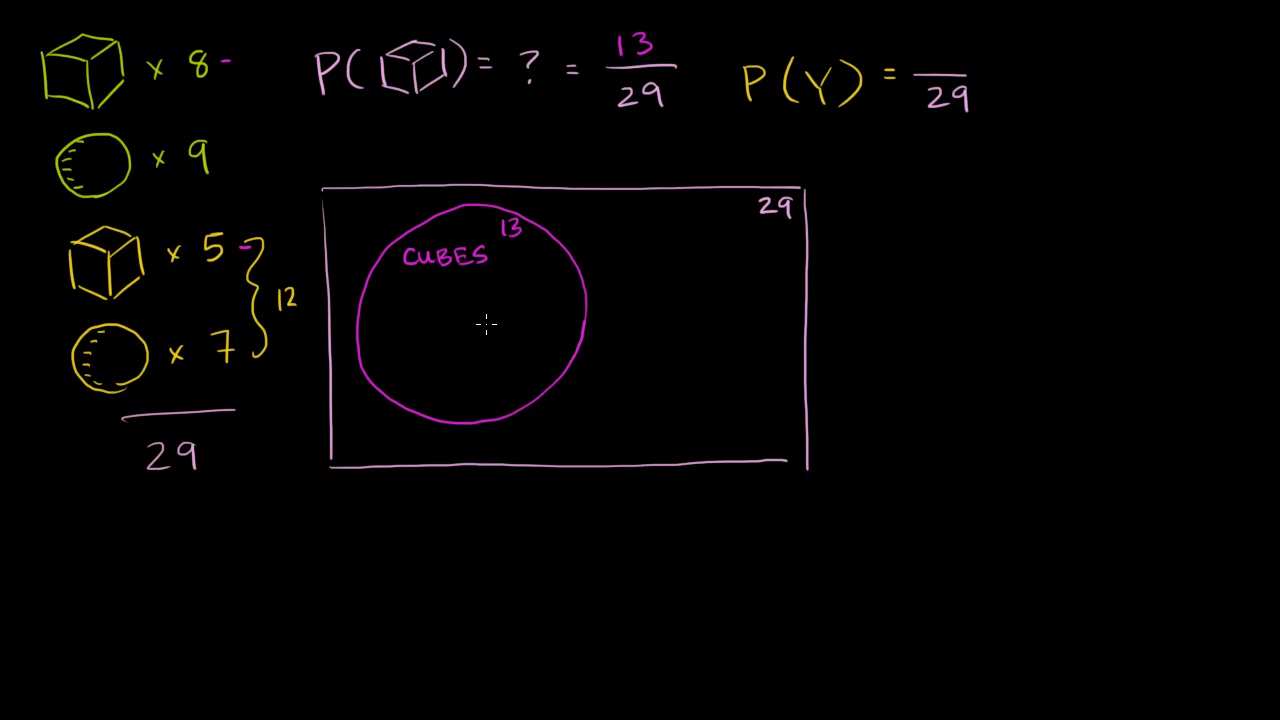 × 8 -
P( ) = ? = 13/29
P(Y) = /29
× 9
29
13
CUBES
× 5 -
12
× 7
29